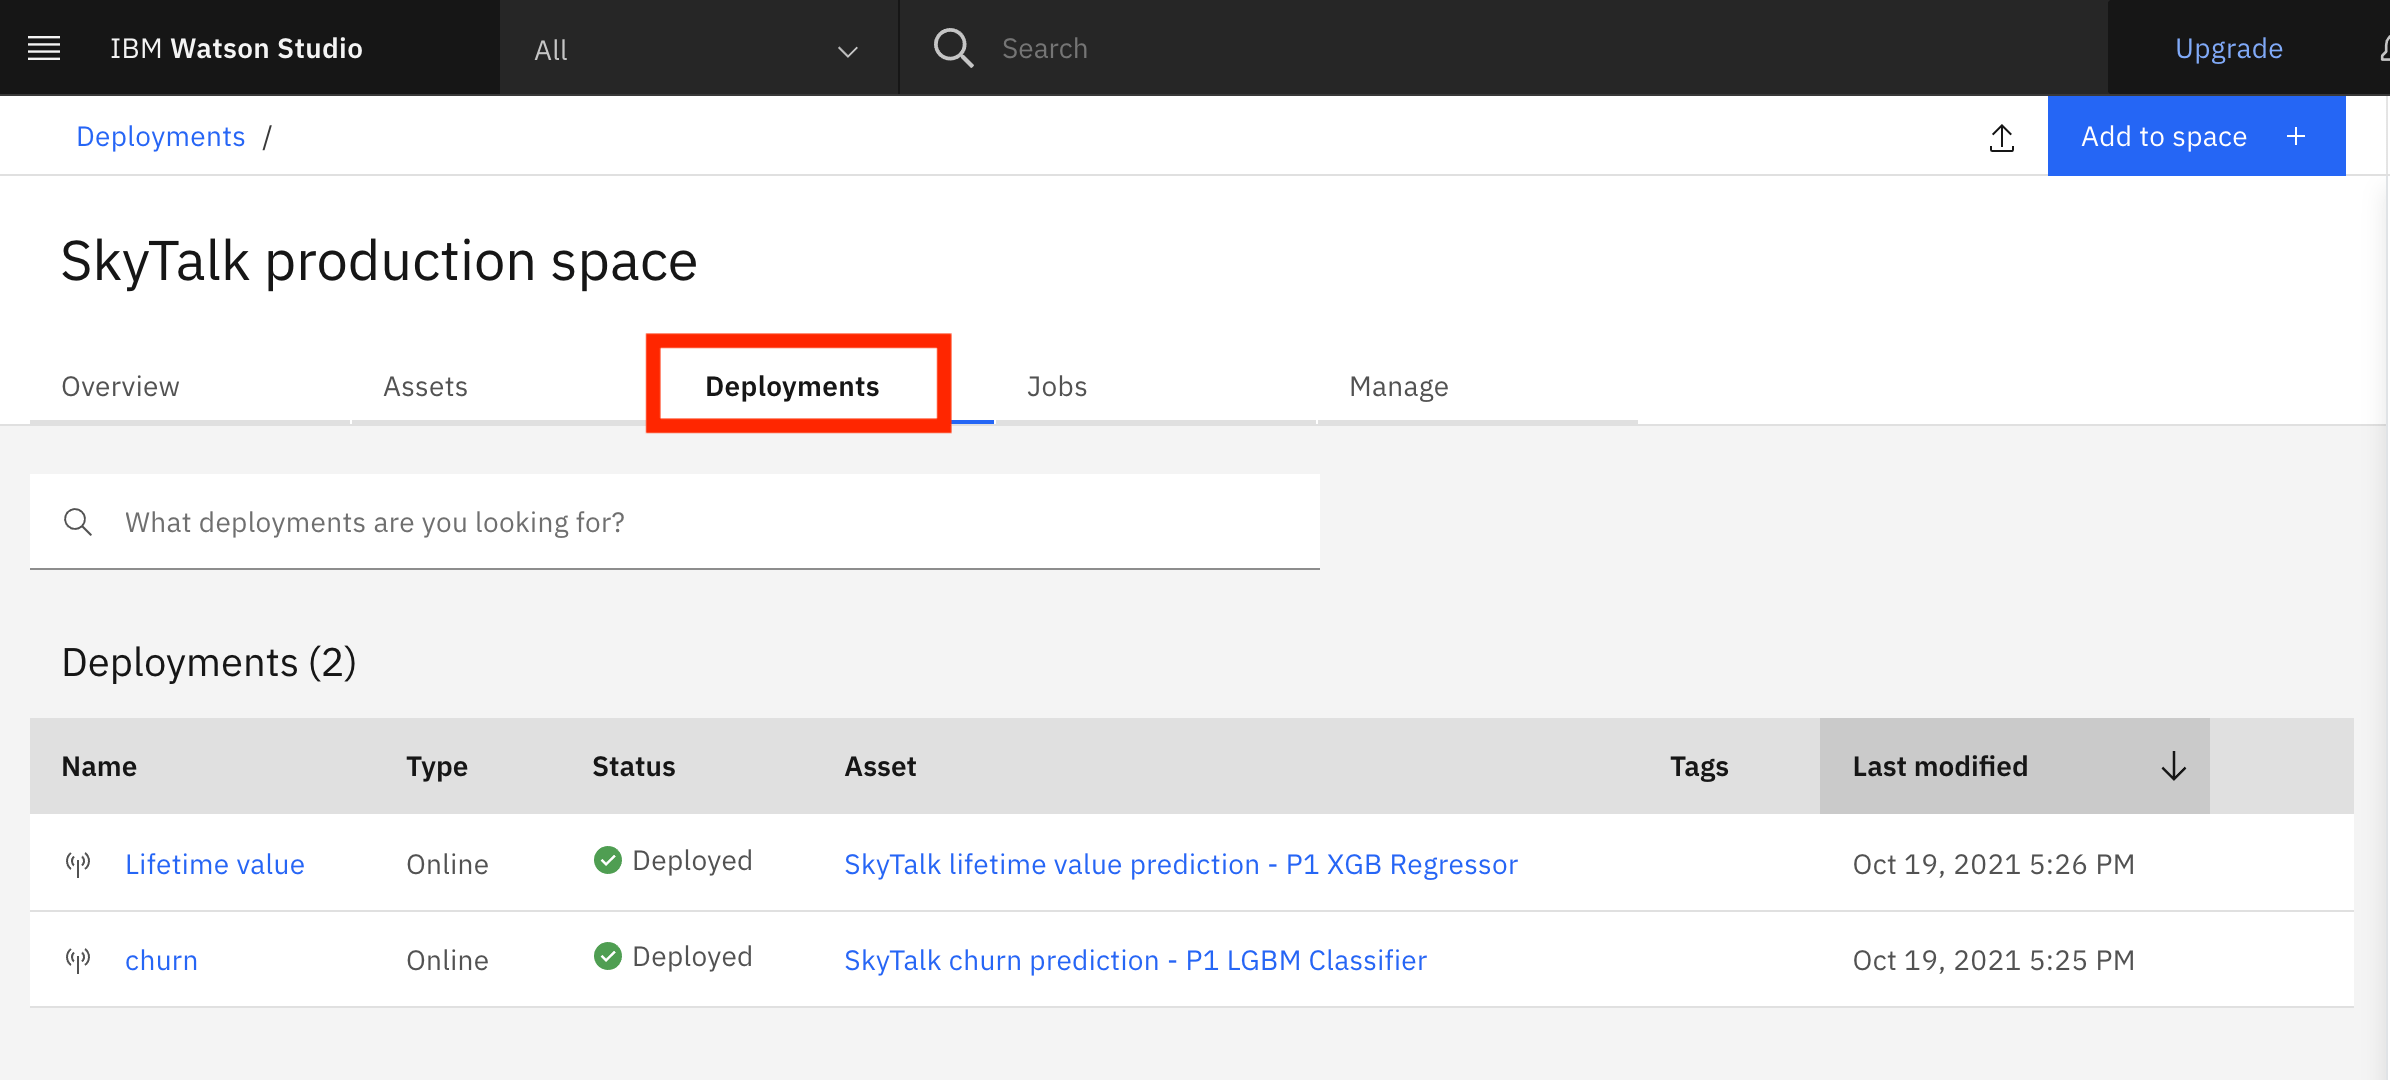 IBM Watson Studio
All
Search
Upgrade
Deployments /
Add to space +
SkyTalk production space
Overview Assets Deployments Jobs Manage
What deployments are you looking for?
Deployments (2)
Name Type Status Asset Tags Last modified
Lifetime value Online Deployed SkyTalk lifetime value prediction - P1 XGB Regressor Oct 19, 2021 5:26 PM
churn Online Deployed SkyTalk churn prediction - P1 LGBM Classifier Oct 19, 2021 5:25 PM